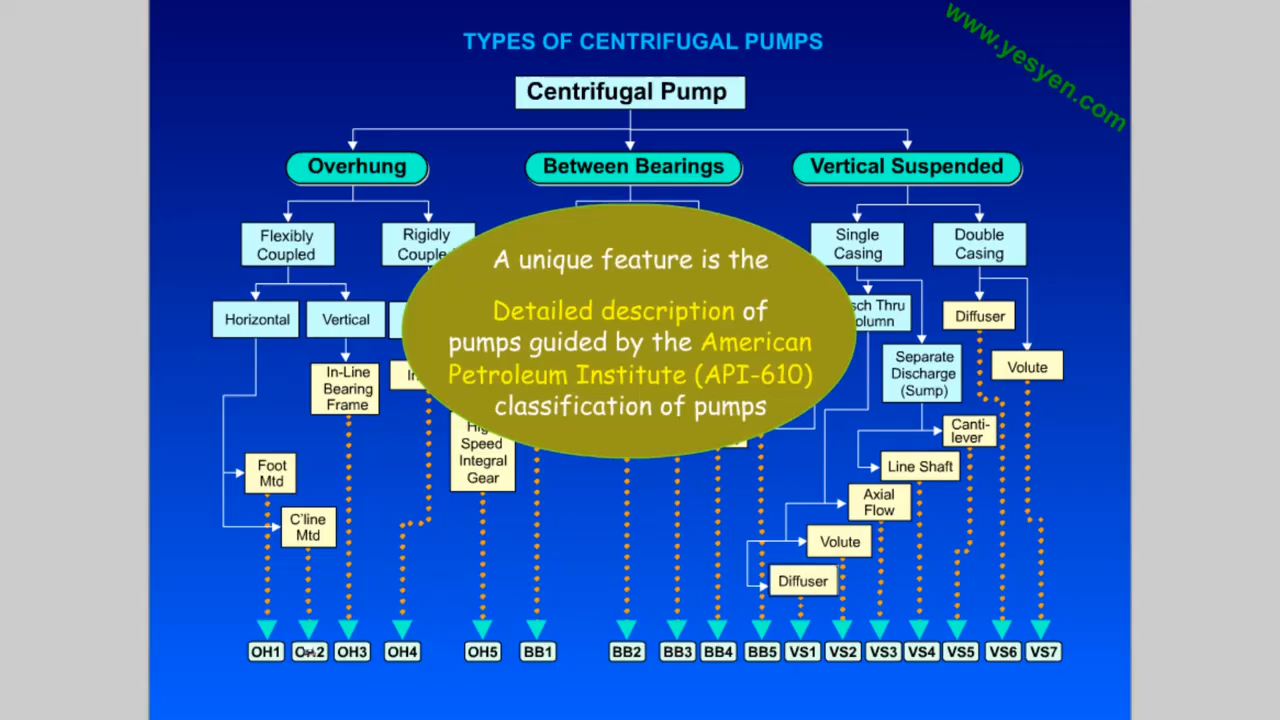 www.yesyen.com
TYPES OF CENTRIFUGAL PUMPS
Centrifugal Pump
Overhung
Between Bearings
Vertical Suspended
Flexibly
Coupled
Rigidly
Single
Casing
Double
Casing
A unique feature is the
Detailed description of
pumps guided by the American
Petroleum Institute (API-610)
classification of pumps
Horizontal
Vertical
Thru
Diffuser
In-Line
Bearing
Frame
Separate
Discharge
(Sump)
Volute
Speed
Integral
Gear
Canti-
lever
Foot
Mtd
Line Shaft
Axial
Flow
C'line
Mtd
Volute
Diffuser
OH1
OH3
OH4
OH5
BB1
BB2
BB3
BB4
BB5
VS1
VS2
VS3
VS4
VS5
VS6
VS7